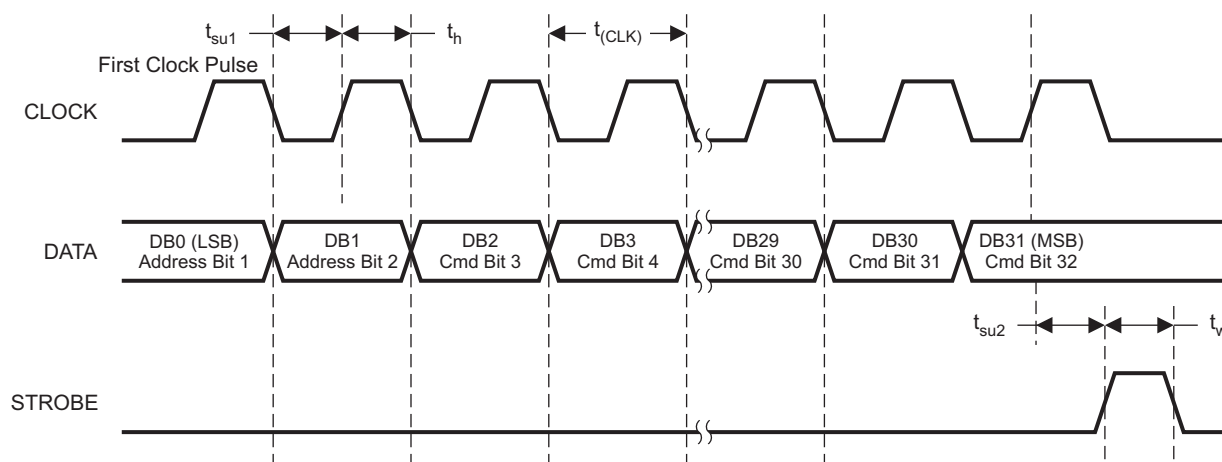 t_su1
t_h
t_(CLK)
First Clock Pulse
CLOCK
DATA
DB0 (LSB)
Address Bit 1
DB1
Address Bit 2
DB2
Cmd Bit 3
DB3
Cmd Bit 4
DB29
Cmd Bit 30
DB30
Cmd Bit 31
DB31 (MSB)
Cmd Bit 32
t_su2
t_w
STROBE